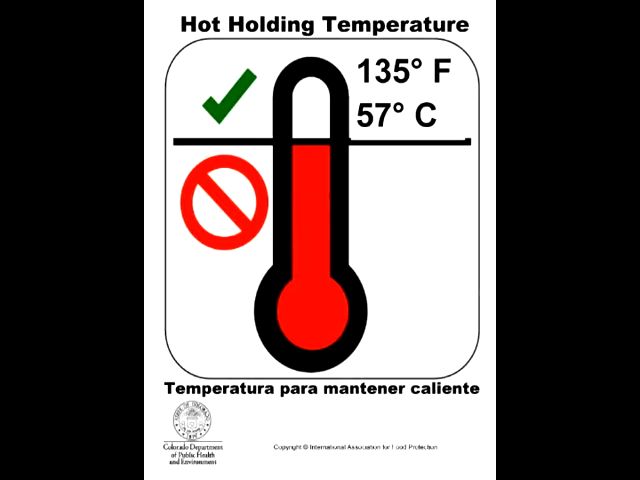 Hot Holding Temperature
135° F
57° C
Temperatura para mantener caliente
Colorado Department
of Public Health
and Environment
Copyright © International Association for Food Protection